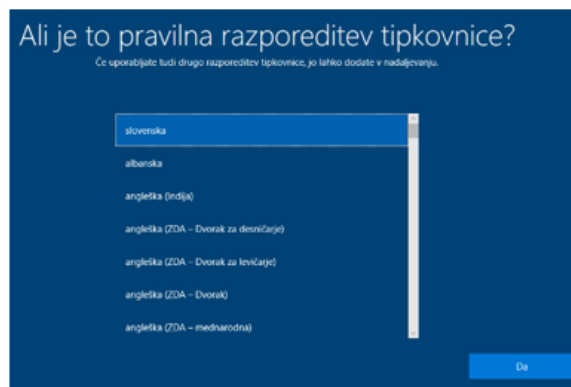 Ali je to pravilna razporeditev tipkovnice?
Če uporabljate tudi drugo razporeditev tipkovnice, jo lahko dodate v nadaljevanju.
slovenska
albanska
angleška (Indija)
angleška (ZDA – Dvorak za desničarje)
angleška (ZDA – Dvorak za levičarje)
angleška (ZDA – Dvorak)
angleška (ZDA – mednarodna)
Da